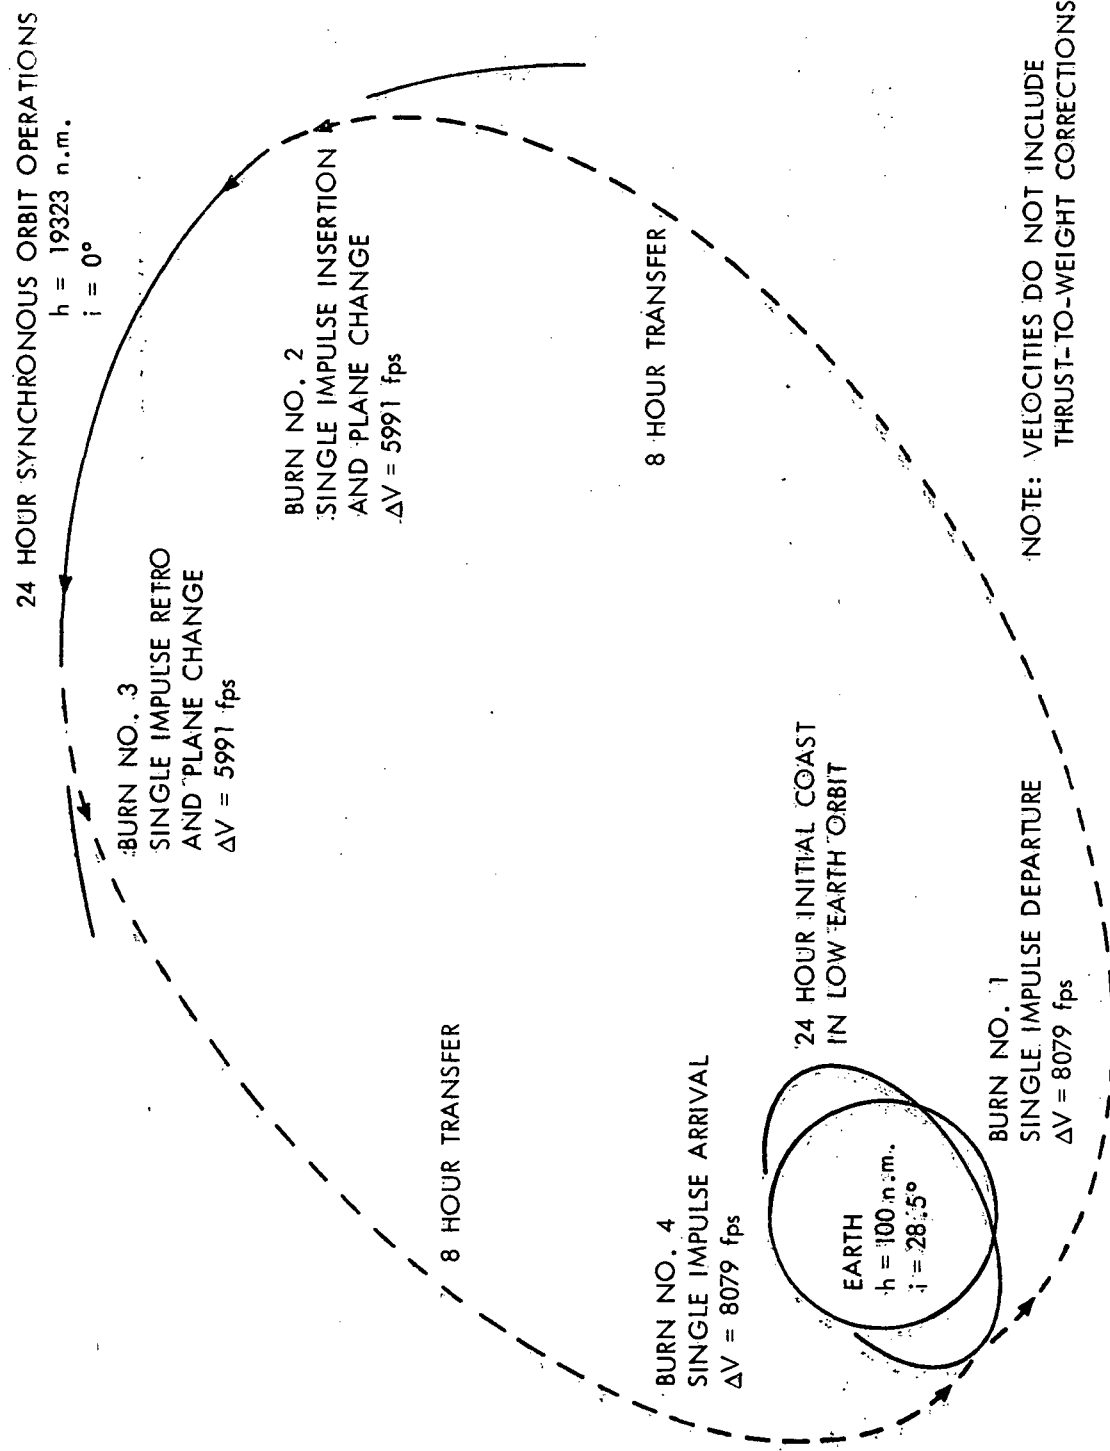 24 HOUR SYNCHRONOUS ORBIT OPERATIONS
h = 19323 n.m.
i = 0°
BURN NO. 3
SINGLE IMPULSE RETRO
AND PLANE CHANGE
ΔV = 5991 fps
BURN NO. 2
SINGLE IMPULSE INSERTION
AND PLANE CHANGE
ΔV = 5991 fps
8 HOUR TRANSFER
8 HOUR TRANSFER
BURN NO. 4
SINGLE IMPULSE ARRIVAL
ΔV = 8079 fps
24 HOUR INITIAL COAST
IN LOW EARTH ORBIT
EARTH
h = 100 n.m.
i = 28.5°
BURN NO. 1
SINGLE IMPULSE DEPARTURE
ΔV = 8079 fps
NOTE: VELOCITIES DO NOT INCLUDE
THRUST-TO-WEIGHT CORRECTIONS